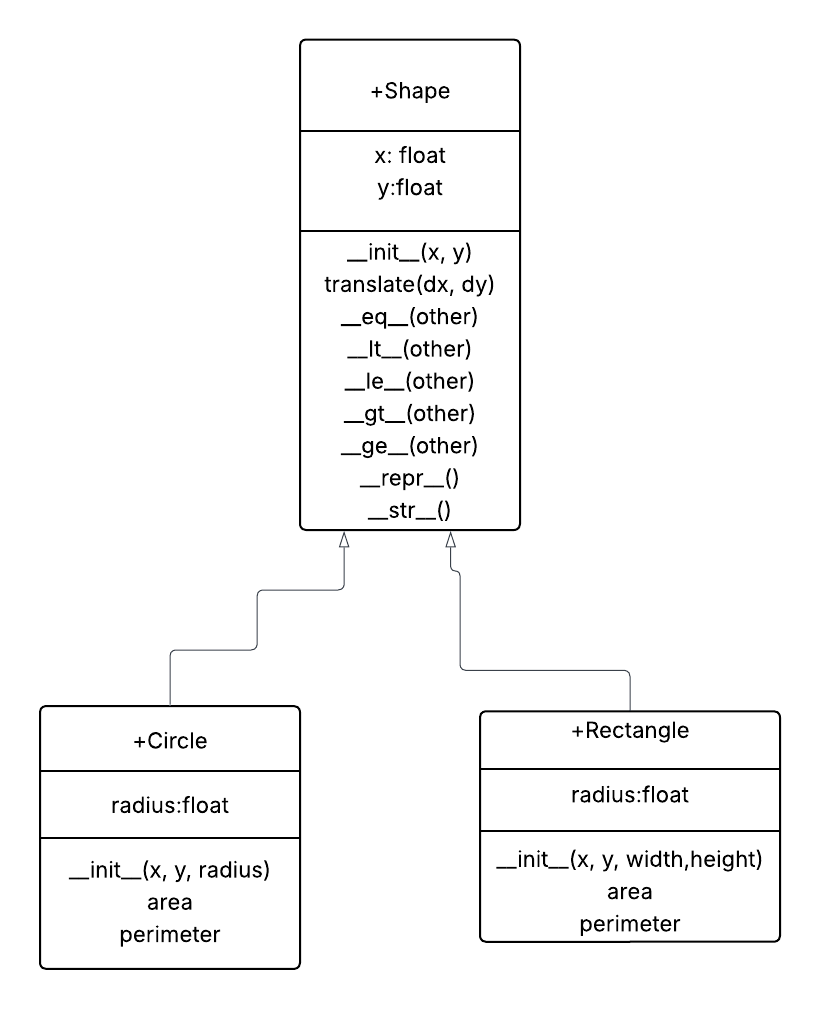 +Shape
x: float
y:float
__init__(x, y)
translate(dx, dy)
__eq__(other)
__lt__(other)
__le__(other)
__gt__(other)
__ge__(other)
__repr__()
__str__()
+Circle
radius:float
__init__(x, y, radius)
area
perimeter
+Rectangle
radius:float
__init__(x, y, width,height)
area
perimeter